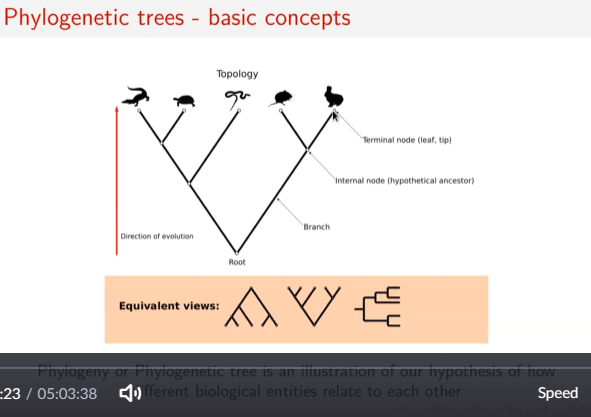 Phylogenetic trees - basic concepts
Topology
Terminal node (leaf, tip)
Internal node (hypothetical ancestor)
Branch
Direction of evolution
Root
Equivalent views:
Phylogeny or Phylogenetic tree is an illustration of our hypothesis of how
different biological entities relate to each other
:23 / 05:03:38
Speed